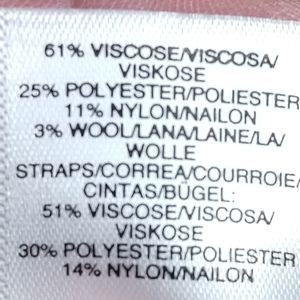 61% VISCOSE/VISCOSA/
VISKOSE
25% POLYESTER/POLIESTER
11% NYLON/NAILON
3% WOOL/LANA/LAINE/LA/
WOLLE
STRAPS/CORREA/COURROIE/
CINTAS/BÜGEL:
51% VISCOSE/VISCOSA/
VISKOSE
30% POLYESTER/POLIESTER
14% NYLON/NAILON